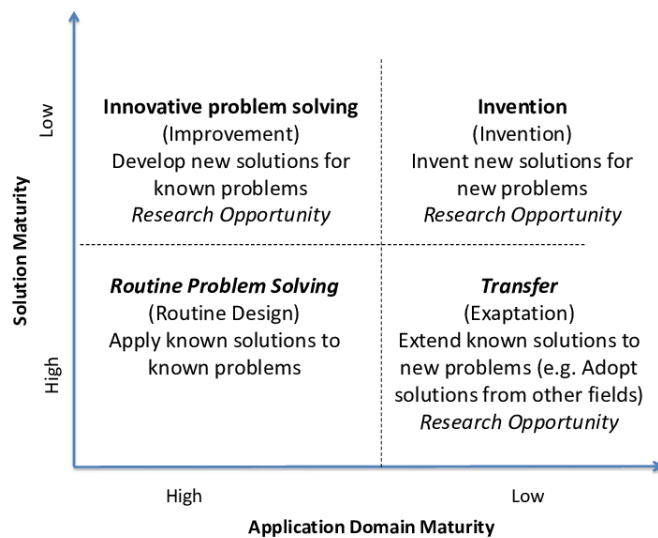 Solution Maturity
Low
High
Innovative problem solving
(Improvement)
Develop new solutions for
known problems
Research Opportunity
Invention
(Invention)
Invent new solutions for
new problems
Research Opportunity
Routine Problem Solving
(Routine Design)
Apply known solutions to
known problems
Transfer
(Exaptation)
Extend known solutions to
new problems (e.g. Adopt
solutions from other fields)
Research Opportunity
High
Low
Application Domain Maturity